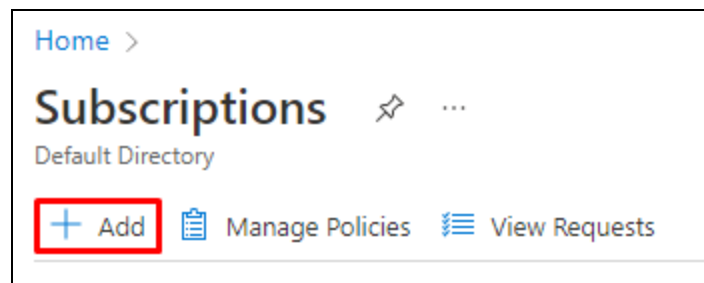 Home >
Subscriptions ...
Default Directory
+ Add Manage Policies View Requests